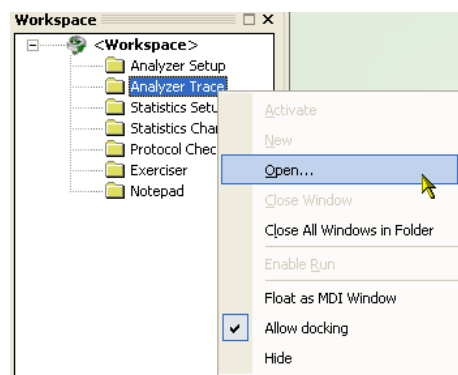 Workspace
<Workspace>
Analyzer Setup
Analyzer Trace
Statistics Setu
Statistics Char
Protocol Chec
Exerciser
Notepad
Activate
New
Open...
Close Window
Close All Windows in Folder
Enable Run
Float as MDI Window
Allow docking
Hide